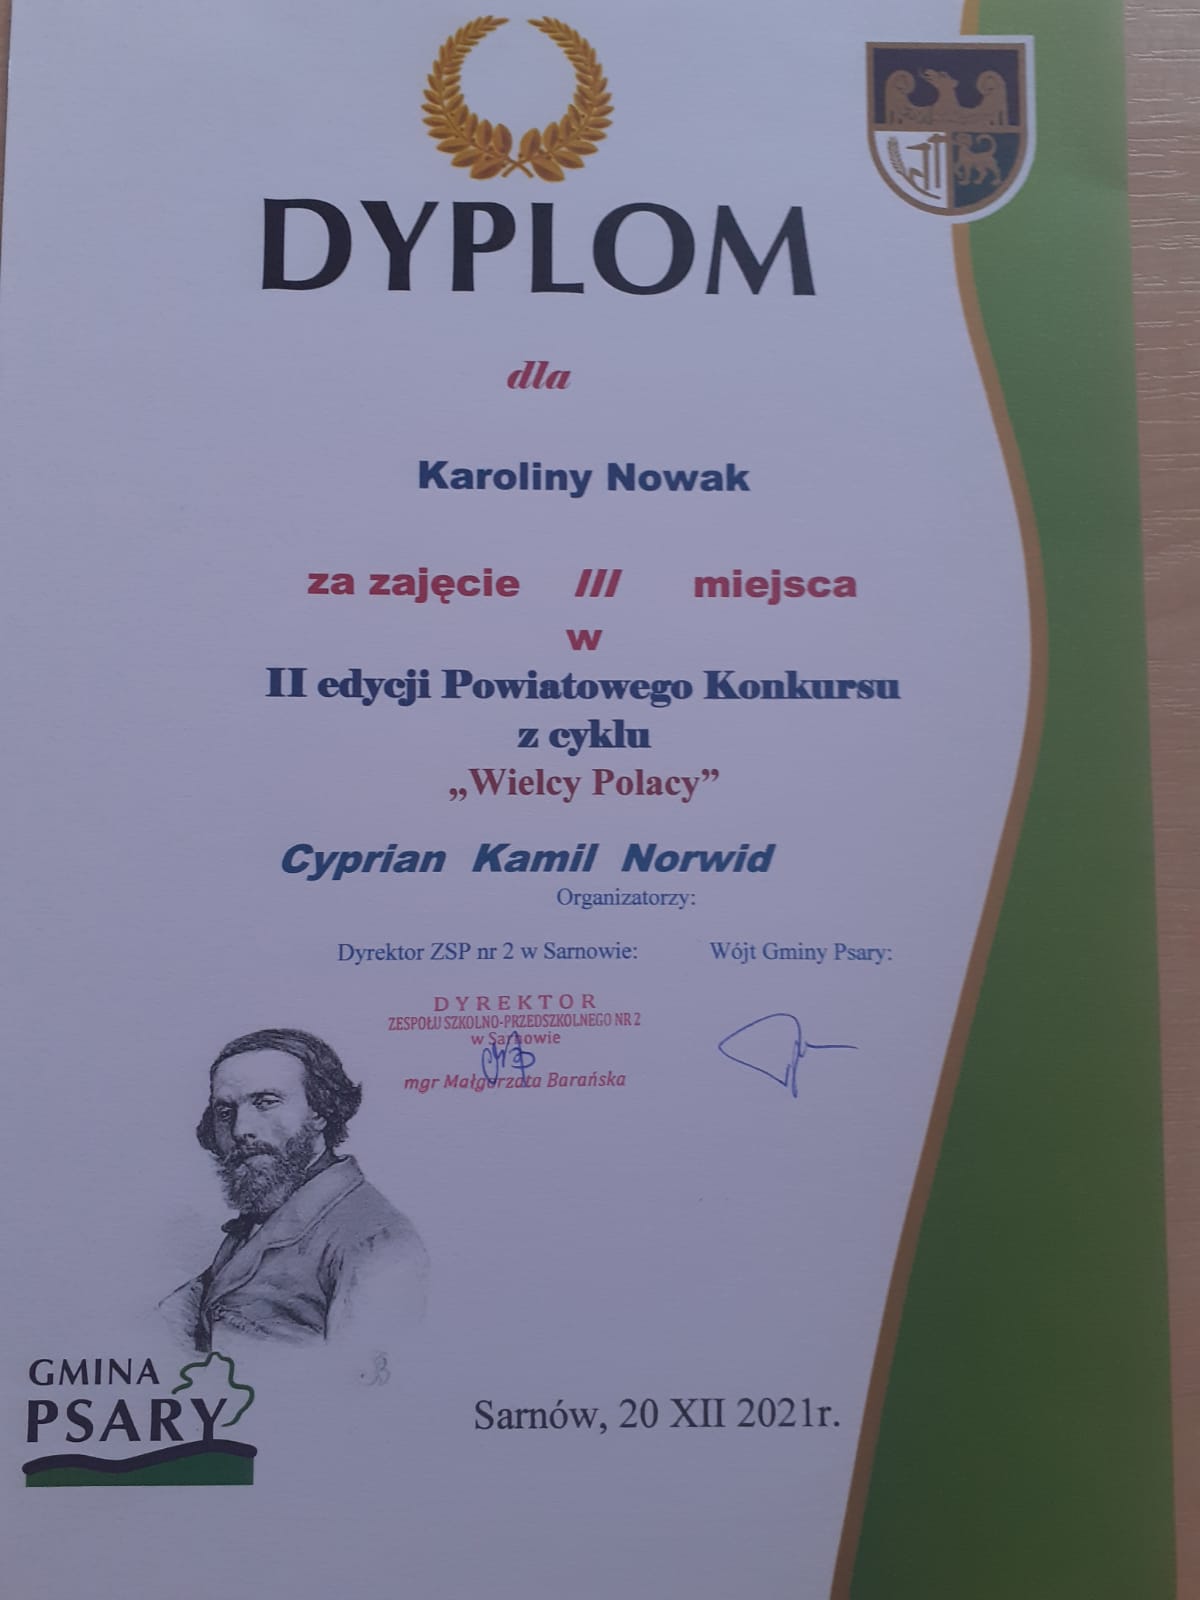 DYPLOM
dla
Karoliny Nowak
za zajęcie III miejsca
w
II edycji Powiatowego Konkursu
z cyklu
„Wielcy Polacy”
Cyprian Kamil Norwid
Organizatorzy:
Dyrektor ZSP nr 2 w Sarnowie:
Wójt Gminy Psary:
DYREKTOR
ZESPOŁU SZKOLNO-PRZEDSZKOLNEGO NR 2
w Sarnowie
mgr Małgorzata Barańska
GMINA
PSARY
Sarnów, 20 XII 2021r.